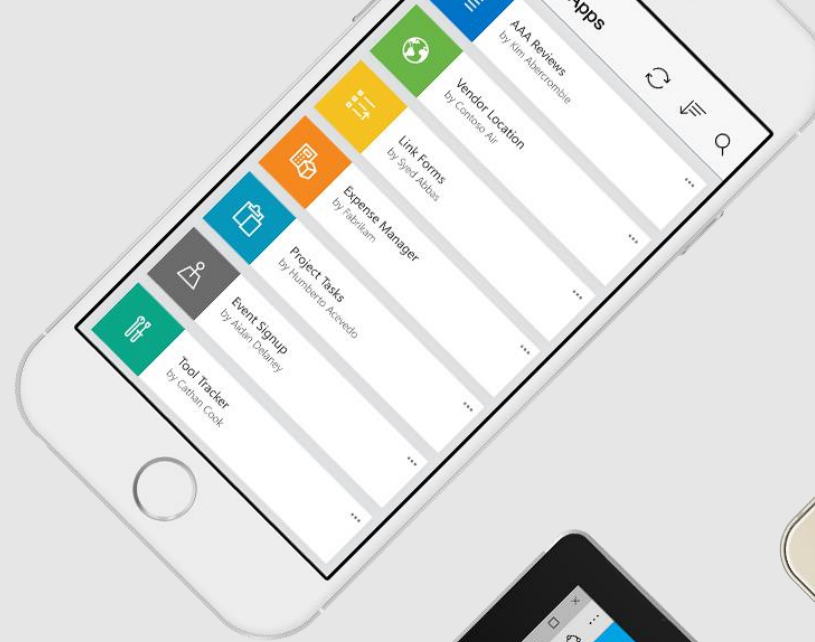 Apps
AAA Reviews
by Kim Abercrombie
Vendor Location
by Contoso Air
Link Forms
by Syed Abbas
Expense Manager
by Fabrikam
Project Tasks
by Humberto Acevedo
Event Signup
by Aidan Delaney
Tool Tracker
by Cathan Cook